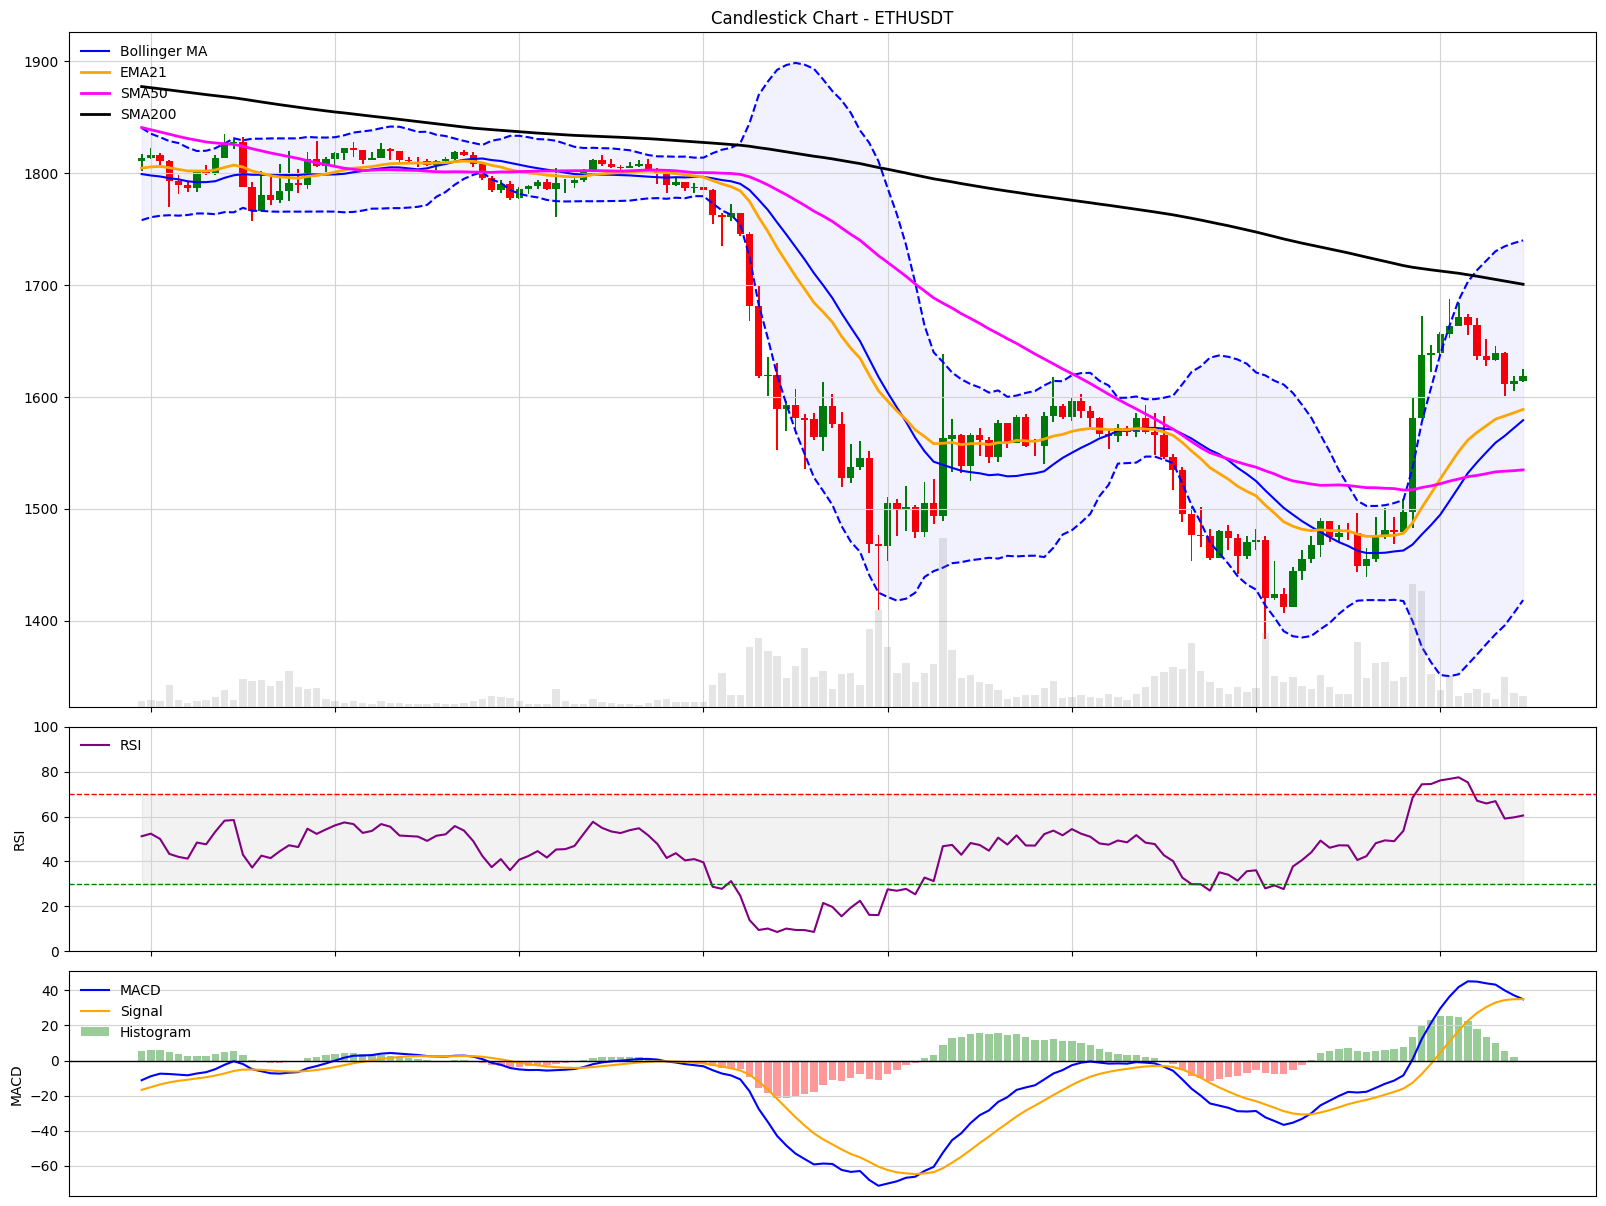 Candlestick Chart - ETHUSDT
Bollinger MA
EMA21
SMA50
SMA200
1900
1800
1700
1600
1500
1400
RSI
100
80
60
40
20
0
RSI
MACD
Signal
Histogram
40
20
0
−20
−40
−60
MACD